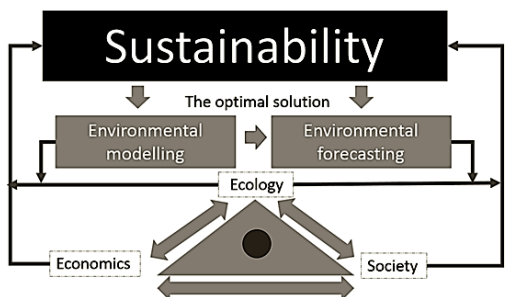 Sustainability
The optimal solution
Environmental
modelling
Environmental
forecasting
Ecology
Economics
Society